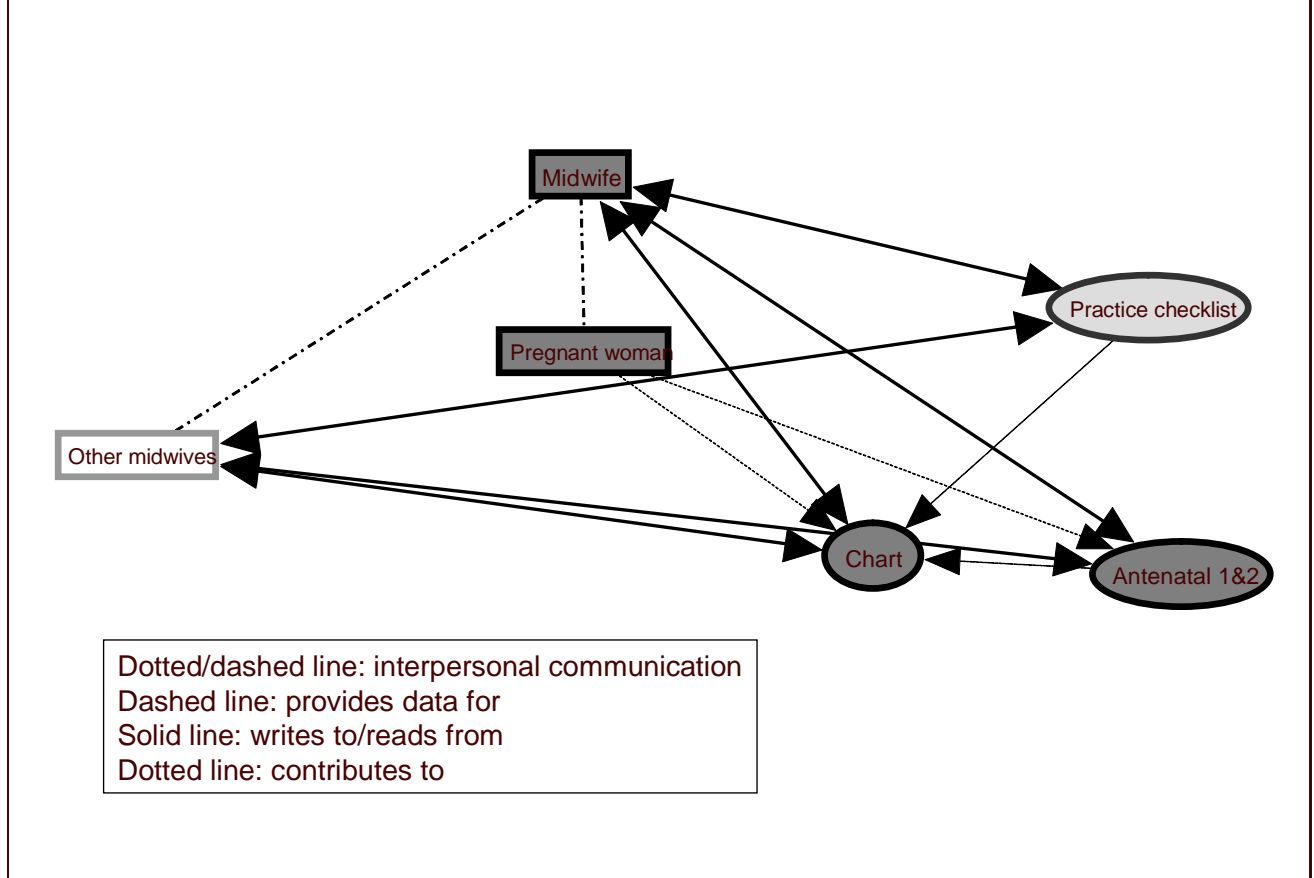 Midwife
Practice checklist
Pregnant woman
Other midwives
Chart
Antenatal 1&2
Dotted/dashed line: interpersonal communication
Dashed line: provides data for
Solid line: writes to/reads from
Dotted line: contributes to